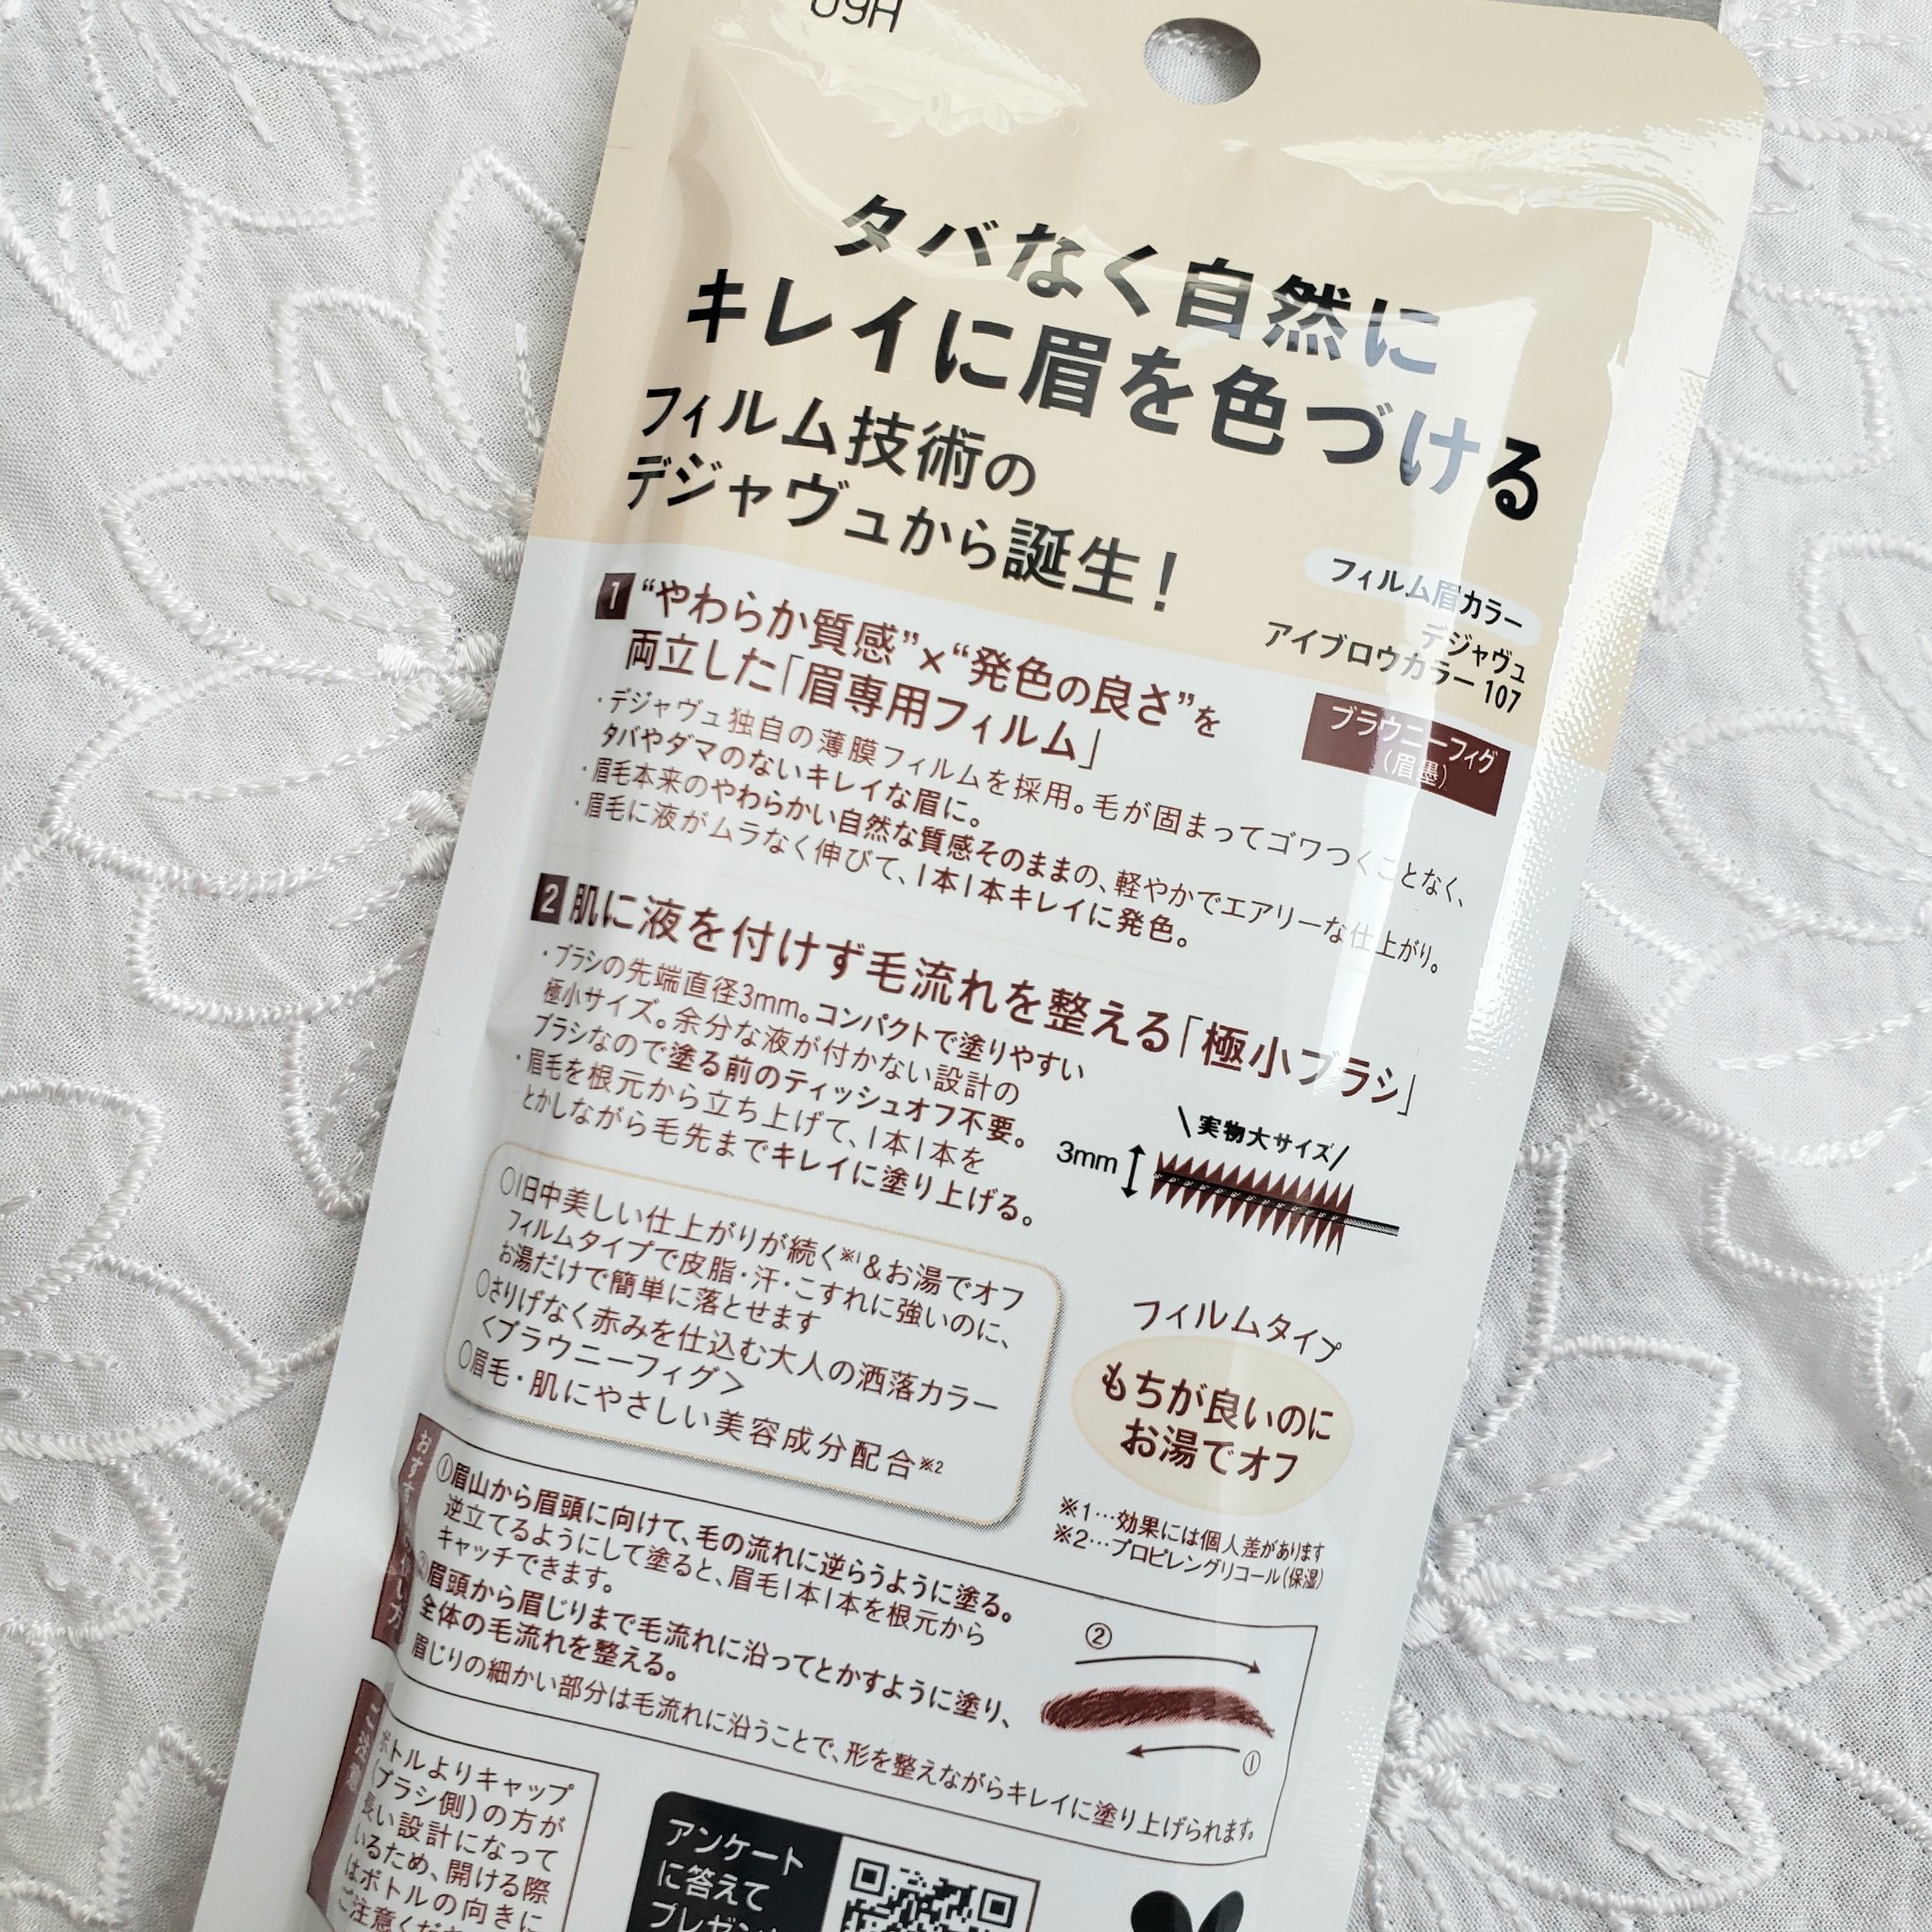 タバなく自然に
キレイに眉を色づける
フィルム技術の
デジャヴュから誕生!
フィルム眉カラー
デジャヴュ
アイブロウカラー 107
ブラウニーフィグ
(眉墨)
1 “やわらか質感”×“発色の良さ”を
両立した「眉専用フィルム」
・デジャヴュ独自の薄膜フィルムを採用。毛が固まってゴワつくことなく、
タバやダマのないキレイな眉に。
・眉毛本来のやわらかい自然な質感そのままの、軽やかでエアリーな仕上がり。
・眉毛に液がムラなく伸びて、1本1本キレイに発色。
2 肌に液を付けず毛流れを整える「極小ブラシ」
・ブラシの先端直径3mm。コンパクトで塗りやすい
極小サイズ。余分な液が付かない設計の
ブラシなので塗る前のティッシュオフ不要。
・眉毛を根元から立ち上げて、1本1本を
とかしながら毛先までキレイに塗り上げる。
\実物大サイズ/
3mm
○1日中美しい仕上がりが続く※1&お湯でオフ
フィルムタイプで皮脂・汗・こすれに強いのに、
お湯だけで簡単に落とせます
○さりげなく赤みを仕込む大人の洒落カラー
<ブラウニーフィグ>
○眉毛・肌にやさしい美容成分配合※2
フィルムタイプ
もちが良いのに
お湯でオフ
※1…効果には個人差があります
※2…プロピレングリコール(保湿)
①眉山から眉頭に向けて、毛の流れに逆らうように塗る。
逆立てるようにして塗ると、眉毛1本1本を根元から
キャッチできます。
②眉頭から眉じりまで毛流れに沿ってとかすように塗り、
全体の毛流れを整える。
眉じりの細かい部分は毛流れに沿うことで、形を整えながらキレイに塗り上げられます。
②
①
ボトルよりキャップ
(ブラシ側)の方が
長い設計になって
いるため、開ける際
はボトルの向きに
アンケート
に答えて